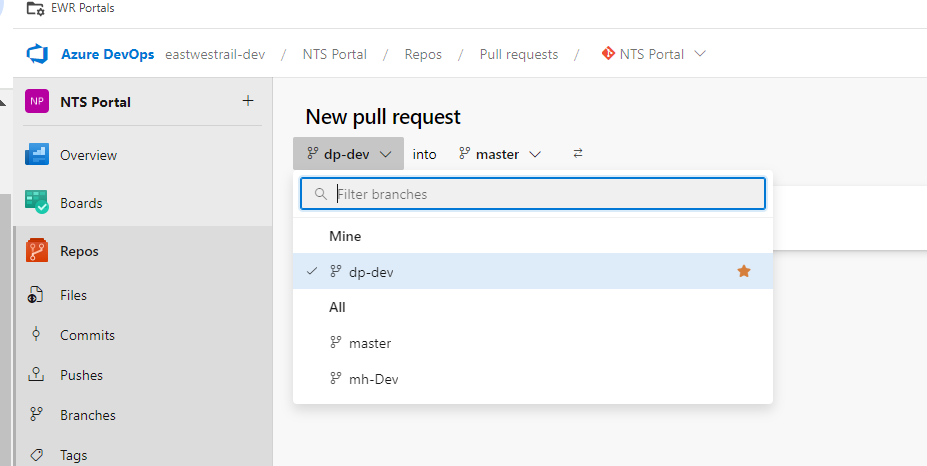 EWR Portals
Azure DevOps eastwestrail-dev / NTS Portal / Repos / Pull requests / NTS Portal
NP NTS Portal +
New pull request
dp-dev into master
Overview
Filter branches
Boards
Mine
Repos
dp-dev
Files
All
Commits
master
Pushes
mh-Dev
Branches
Tags